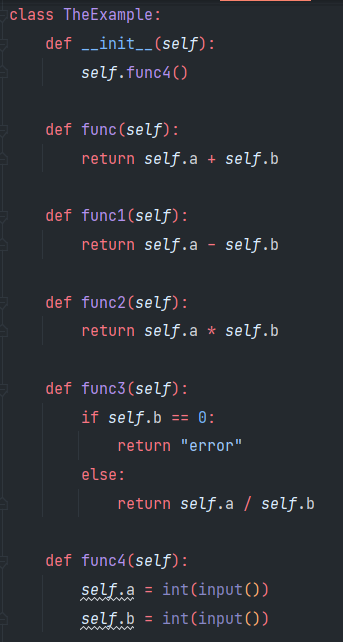 class TheExample:
    def __init__(self):
        self.func4()
    def func(self):
        return self.a + self.b
    def func1(self):
        return self.a - self.b
    def func2(self):
        return self.a * self.b
    def func3(self):
        if self.b == 0:
            return "error"
        else:
            return self.a / self.b
    def func4(self):
        self.a = int(input())
        self.b = int(input())